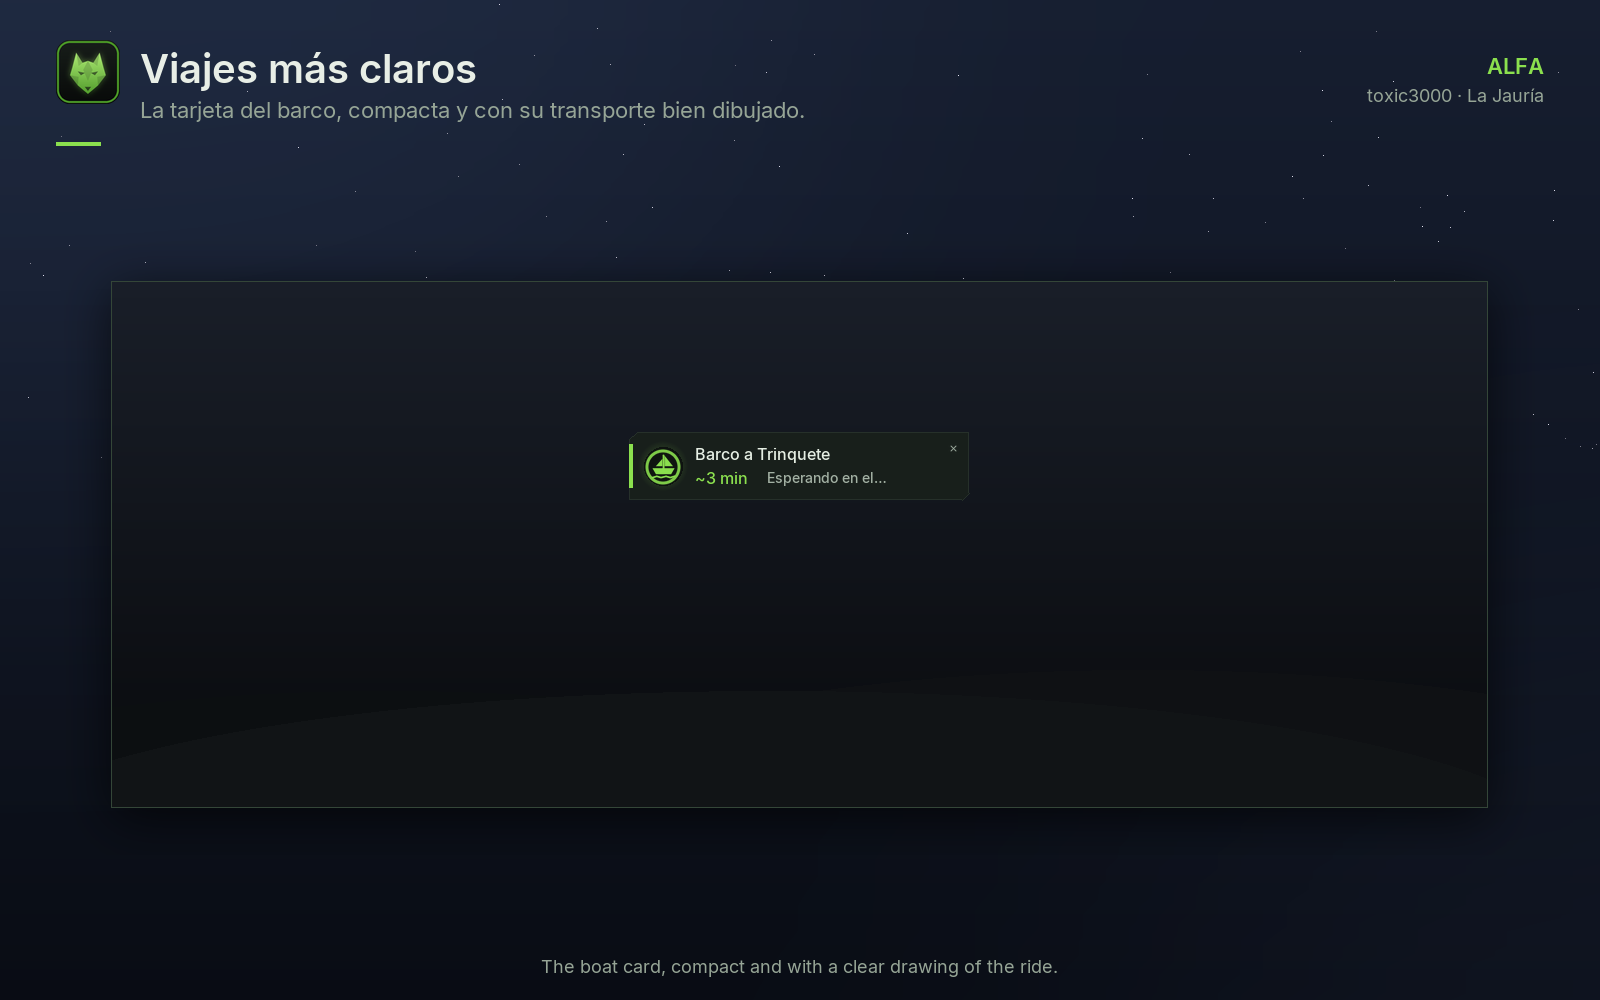 Viajes más claros
La tarjeta del barco, compacta y con su transporte bien dibujado.
ALFA
toxic3000 · La Jauría
Barco a Trinquete
×
~3 min Esperando en el...
The boat card, compact and with a clear drawing of the ride.